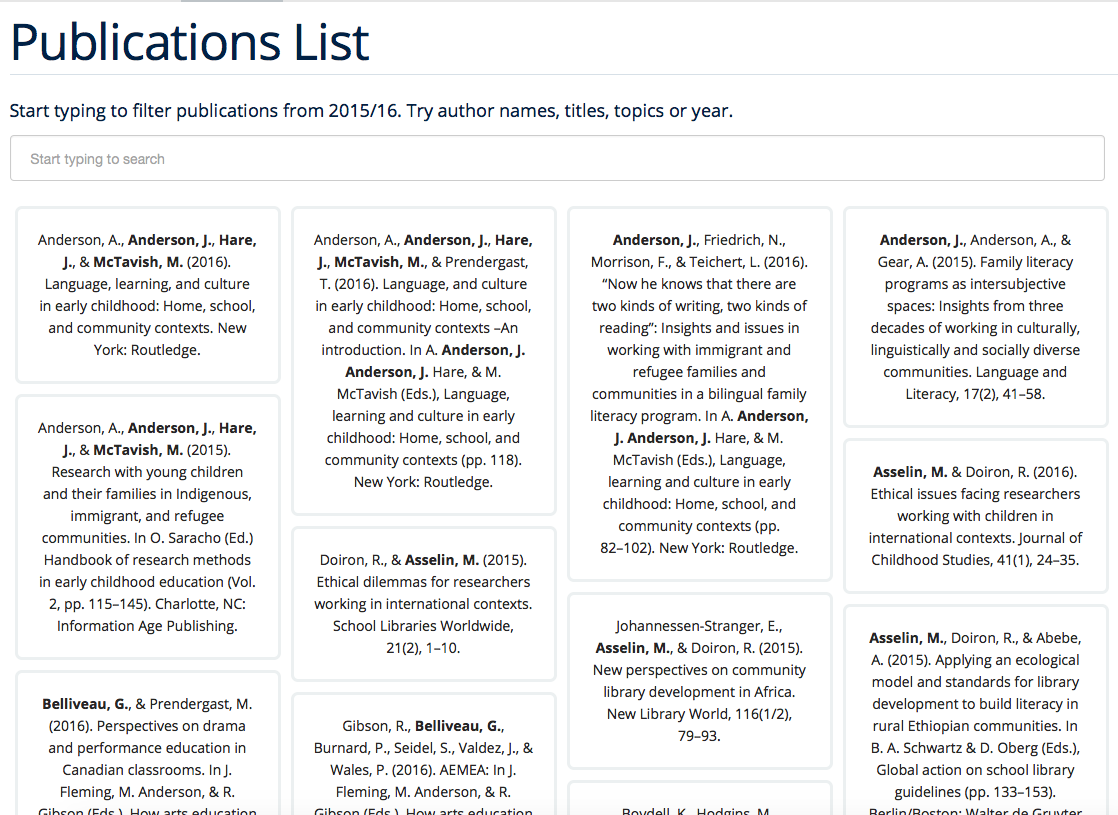 Publications List
Start typing to filter publications from 2015/16. Try author names, titles, topics or year.
Start typing to search
Anderson, A., Anderson, J., Hare,
J., & McTavish, M. (2016).
Language, learning, and culture
in early childhood: Home, school,
and community contexts. New
York: Routledge.
Anderson, A., Anderson, J., Hare,
J., & McTavish, M. (2015).
Research with young children
and their families in Indigenous,
immigrant, and refugee
communities. In O. Saracho (Ed.)
Handbook of research methods
in early childhood education (Vol.
2, pp. 115–145). Charlotte, NC:
Information Age Publishing.
Belliveau, G., & Prendergast, M.
(2016). Perspectives on drama
and performance education in
Canadian classrooms. In J.
Fleming, M. Anderson, & R.
Gibson (Eds.), How arts education
Anderson, A., Anderson, J., Hare,
J., McTavish, M., & Prendergast,
T. (2016). Language, and culture
in early childhood: Home, school,
and community contexts –An
introduction. In A. Anderson, J.
Anderson, J. Hare, & M.
McTavish (Eds.), Language,
learning and culture in early
childhood: Home, school, and
community contexts (pp. 118).
New York: Routledge.
Doiron, R., & Asselin, M. (2015).
Ethical dilemmas for researchers
working in international contexts.
School Libraries Worldwide,
21(2), 1–10.
Gibson, R., Belliveau, G.,
Burnard, P., Seidel, S., Valdez, J., &
Wales, P. (2016). AEMEA: In J.
Fleming, M. Anderson, & R.
Gibson (Eds.), How arts education
Anderson, J., Friedrich, N.,
Morrison, F., & Teichert, L. (2016).
“Now he knows that there are
two kinds of writing, two kinds of
reading”: Insights and issues in
working with immigrant and
refugee families and
communities in a bilingual family
literacy program. In A. Anderson,
J. Anderson, J. Hare, & M.
McTavish (Eds.), Language,
learning and culture in early
childhood: Home, school, and
community contexts (pp.
82–102). New York: Routledge.
Johannessen-Stranger, E.,
Asselin, M., & Doiron, R. (2015).
New perspectives on community
library development in Africa.
New Library World, 116(1/2),
79–93.
Boydell, K., Hodgins, M.,
Anderson, J., Anderson, A., &
Gear, A. (2015). Family literacy
programs as intersubjective
spaces: Insights from three
decades of working in culturally,
linguistically and socially diverse
communities. Language and
Literacy, 17(2), 41–58.
Asselin, M. & Doiron, R. (2016).
Ethical issues facing researchers
working with children in
international contexts. Journal of
Childhood Studies, 41(1), 24–35.
Asselin, M., Doiron, R., & Abebe,
A. (2015). Applying an ecological
model and standards for library
development to build literacy in
rural Ethiopian communities. In
B. A. Schwartz & D. Oberg (Eds.),
Global action on school library
guidelines (pp. 133–153).
Berlin/Boston: Walter de Gruyter